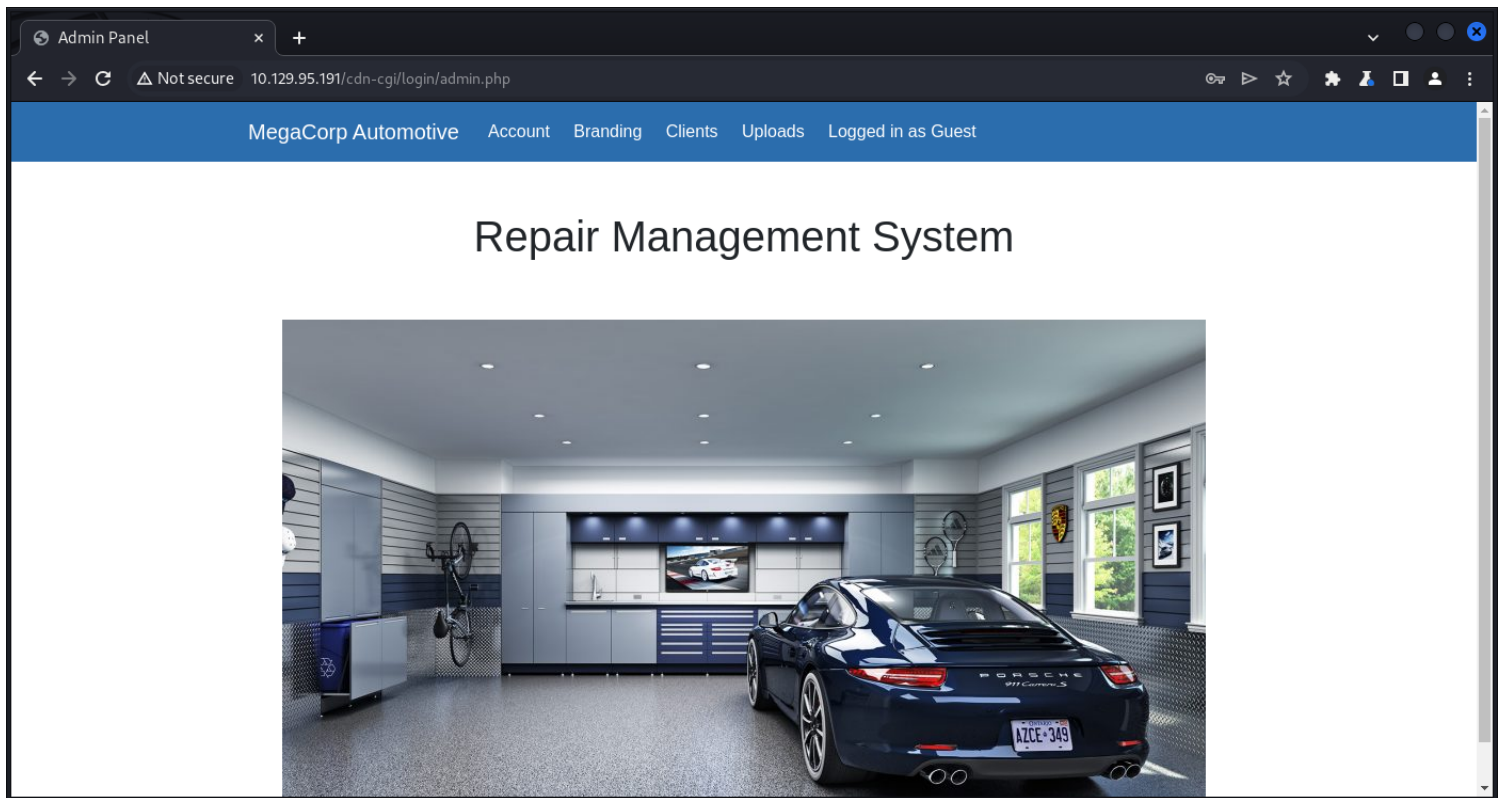 Admin Panel
Not secure 10.129.95.191/cdn-cgi/login/admin.php
MegaCorp Automotive Account Branding Clients Uploads Logged in as Guest
Repair Management System
PORSCHE
911 Carrera S
AZCE 349